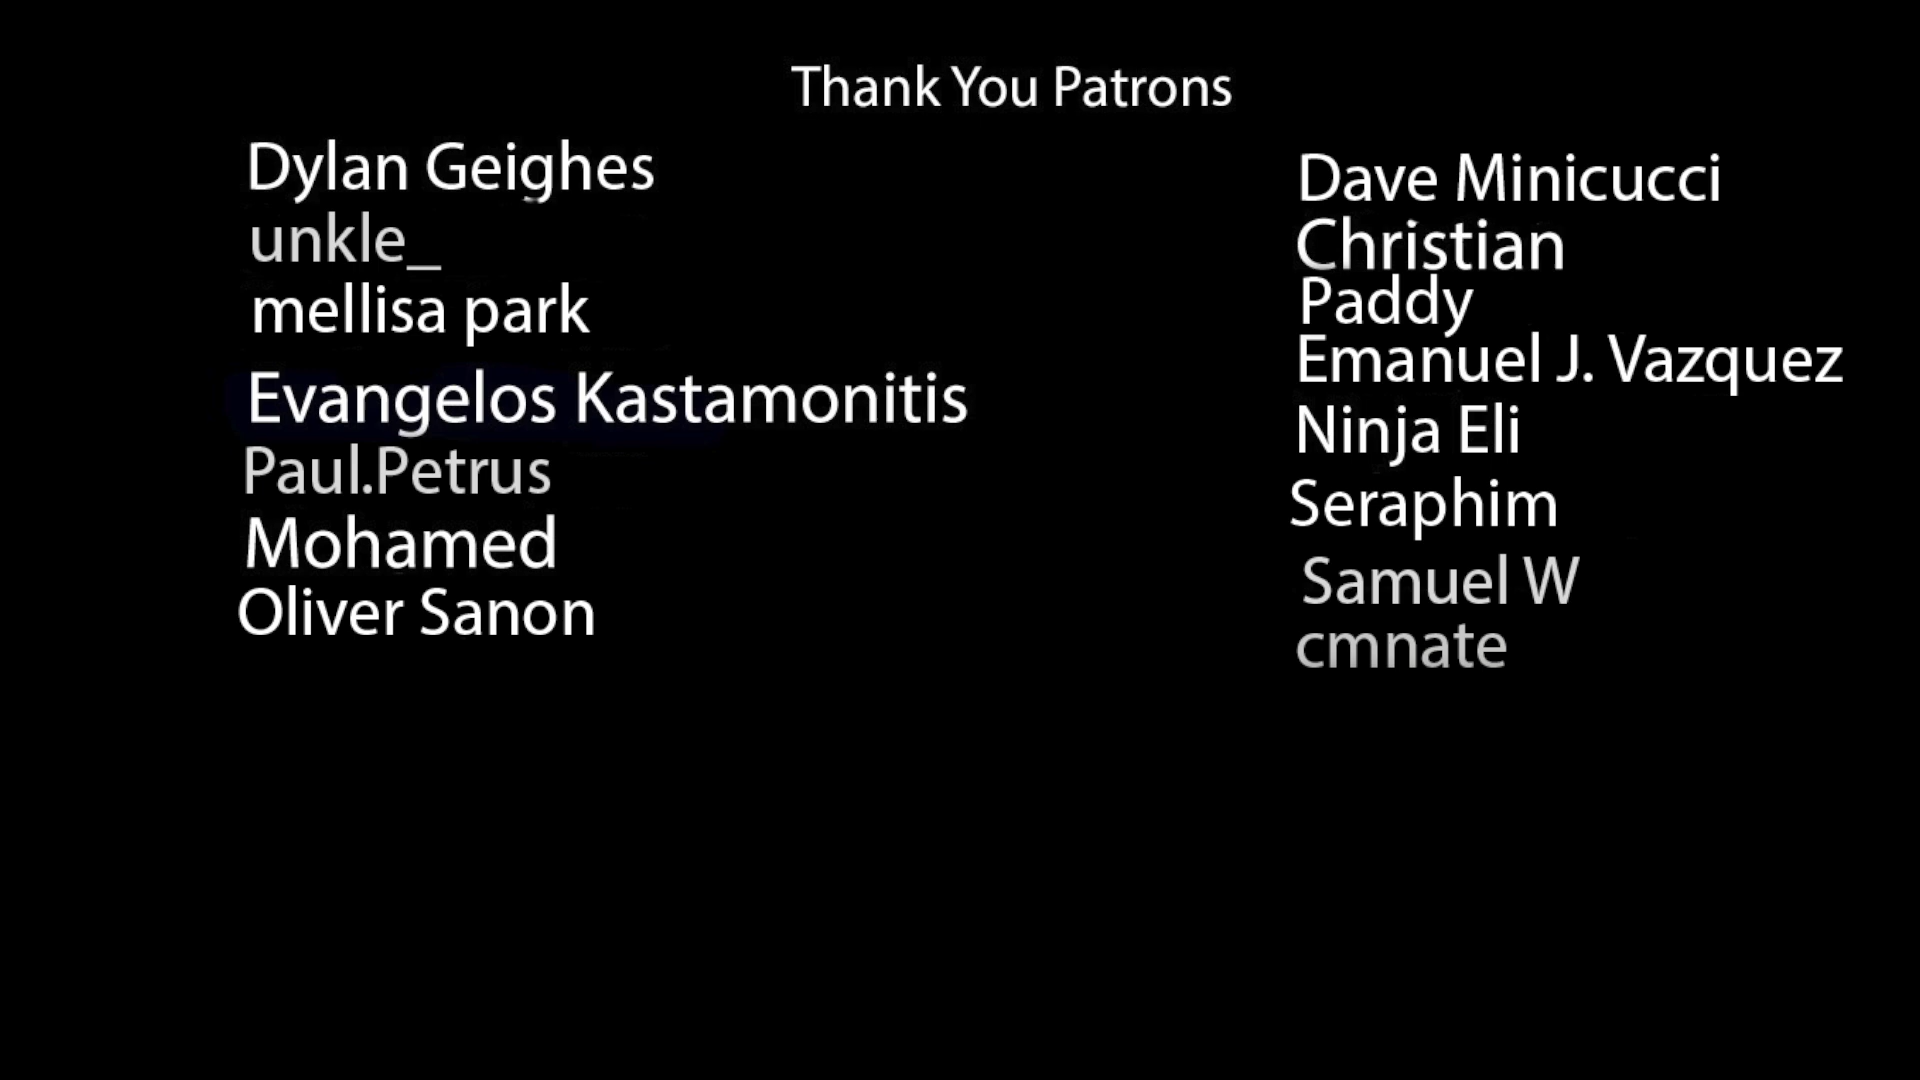 Thank You Patrons
Dylan Geighes
unkle_
mellisa park
Evangelos Kastamonitis
Paul.Petrus
Mohamed
Oliver Sanon
Dave Minicucci
Christian
Paddy
Emanuel J. Vazquez
Ninja Eli
Seraphim
Samuel W
cmnate